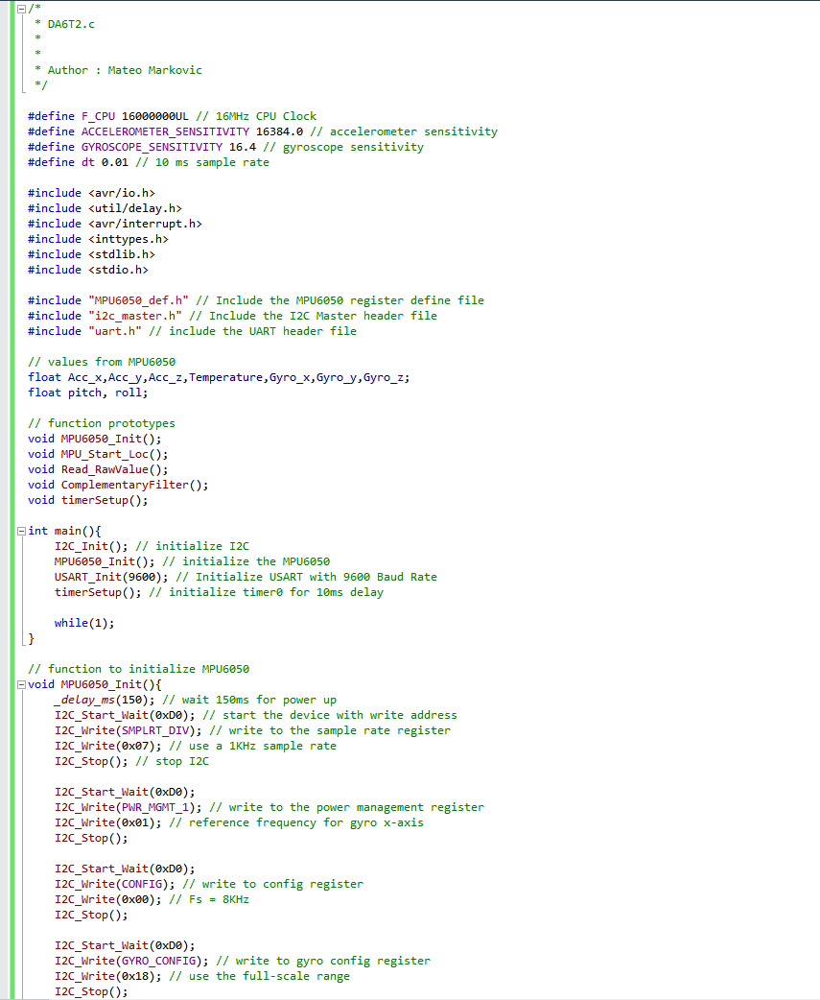 /*
 * DA6T2.c
 *
 *
 * Author : Mateo Markovic
 */

#define F_CPU 16000000UL // 16MHz CPU Clock
#define ACCELEROMETER_SENSITIVITY 16384.0 // accelerometer sensitivity
#define GYROSCOPE_SENSITIVITY 16.4 // gyroscope sensitivity
#define dt 0.01 // 10 ms sample rate

#include <avr/io.h>
#include <util/delay.h>
#include <avr/interrupt.h>
#include <inttypes.h>
#include <stdlib.h>
#include <stdio.h>

#include "MPU6050_def.h" // Include the MPU6050 register define file
#include "i2c_master.h" // Include the I2C Master header file
#include "uart.h" // include the UART header file

// values from MPU6050
float Acc_x,Acc_y,Acc_z,Temperature,Gyro_x,Gyro_y,Gyro_z;
float pitch, roll;

// function prototypes
void MPU6050_Init();
void MPU_Start_Loc();
void Read_RawValue();
void ComplementaryFilter();
void timerSetup();

int main(){
    I2C_Init(); // initialize I2C
    MPU6050_Init(); // initialize the MPU6050
    USART_Init(9600); // Initialize USART with 9600 Baud Rate
    timerSetup(); // initialize timer0 for 10ms delay

    while(1);
}

// function to initialize MPU6050
void MPU6050_Init(){
    _delay_ms(150); // wait 150ms for power up
    I2C_Start_Wait(0xD0); // start the device with write address
    I2C_Write(SMPLRT_DIV); // write to the sample rate register
    I2C_Write(0x07); // use a 1KHz sample rate
    I2C_Stop(); // stop I2C

    I2C_Start_Wait(0xD0);
    I2C_Write(PWR_MGMT_1); // write to the power management register
    I2C_Write(0x01); // reference frequency for gyro x-axis
    I2C_Stop();

    I2C_Start_Wait(0xD0);
    I2C_Write(CONFIG); // write to config register
    I2C_Write(0x00); // Fs = 8KHz
    I2C_Stop();

    I2C_Start_Wait(0xD0);
    I2C_Write(GYRO_CONFIG); // write to gyro config register
    I2C_Write(0x18); // use the full-scale range
    I2C_Stop();